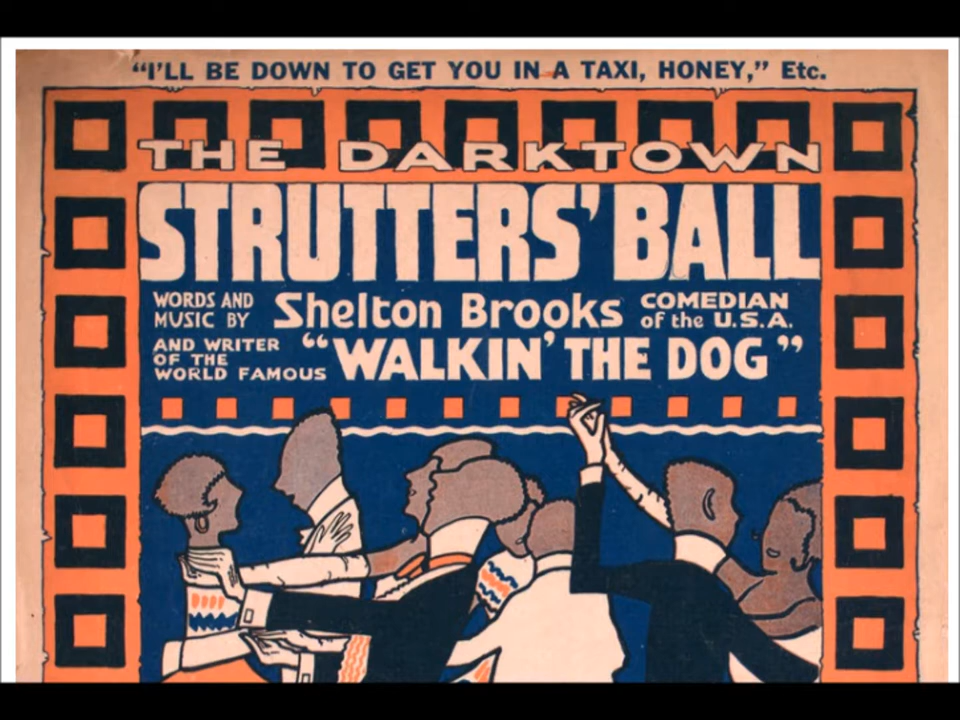 “I'LL BE DOWN TO GET YOU IN A TAXI, HONEY,” Etc.
THE DARKTOWN
STRUTTERS' BALL
WORDS AND MUSIC BY Shelton Brooks COMEDIAN of the U.S.A.
AND WRITER OF THE WORLD FAMOUS “WALKIN' THE DOG”